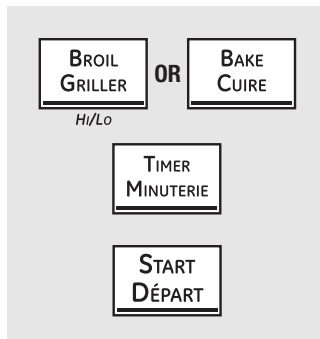 BROIL
GRILLER
OR
BAKE
CUIRE
HI/LO
TIMER
MINUTERIE
START
DÉPART